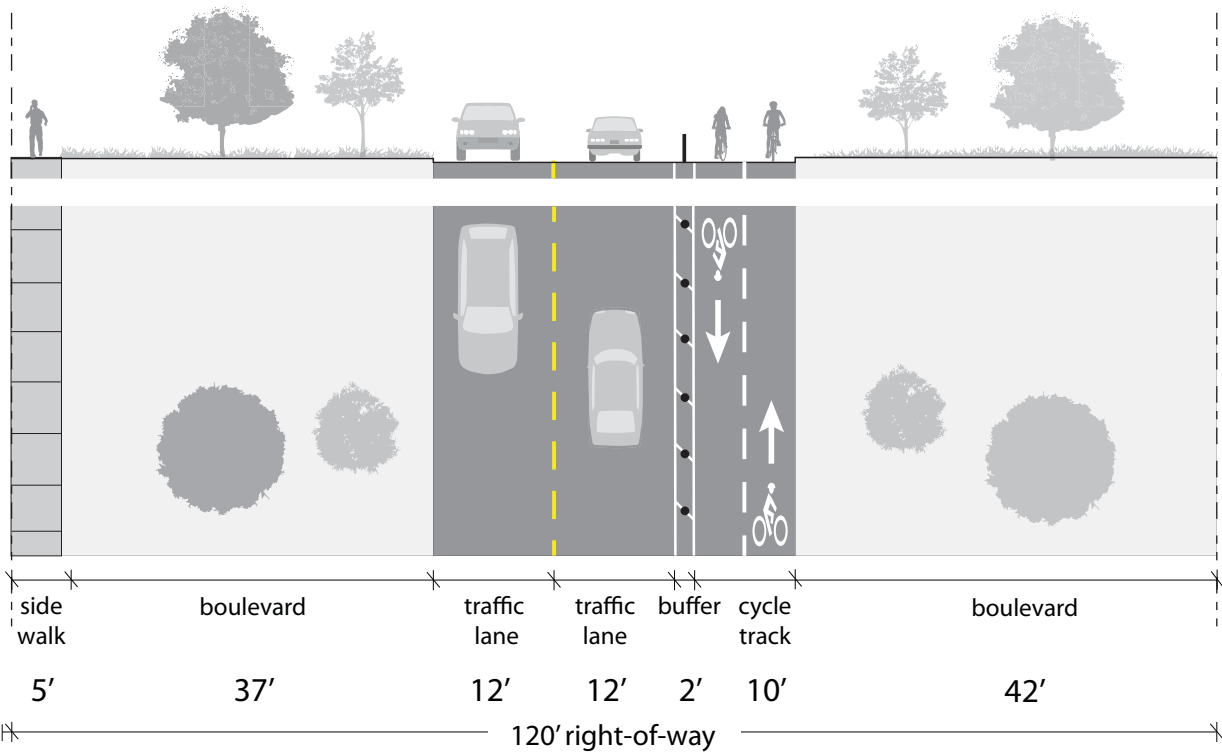 side walk
boulevard
traffic lane
traffic lane
buffer
cycle track
boulevard
5’
37’
12’
12’
2’
10’
42’
120’ right-of-way